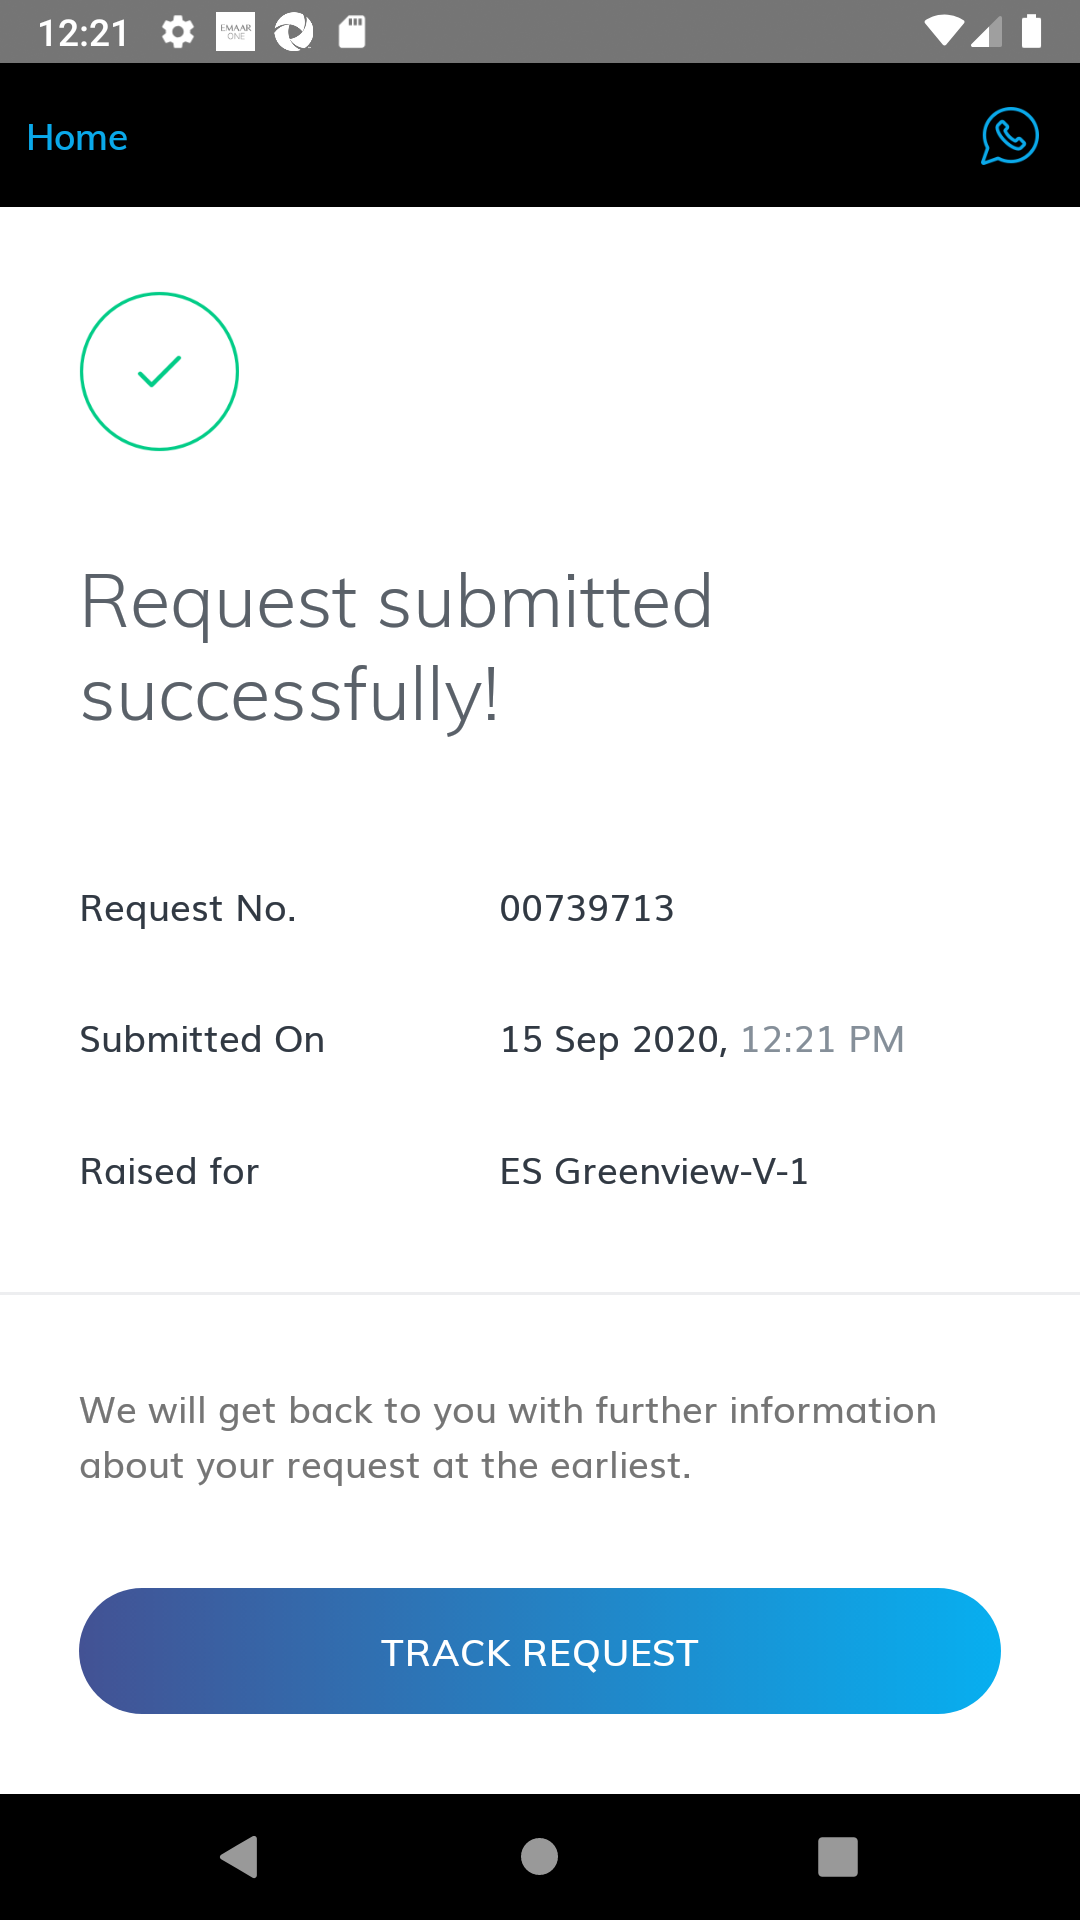 12:21 EMAAR
ONE
Home
Request submitted
successfully!
Request No. 00739713
Submitted On 15 Sep 2020, 12:21 PM
Raised for ES Greenview-V-1
We will get back to you with further information
about your request at the earliest.
TRACK REQUEST